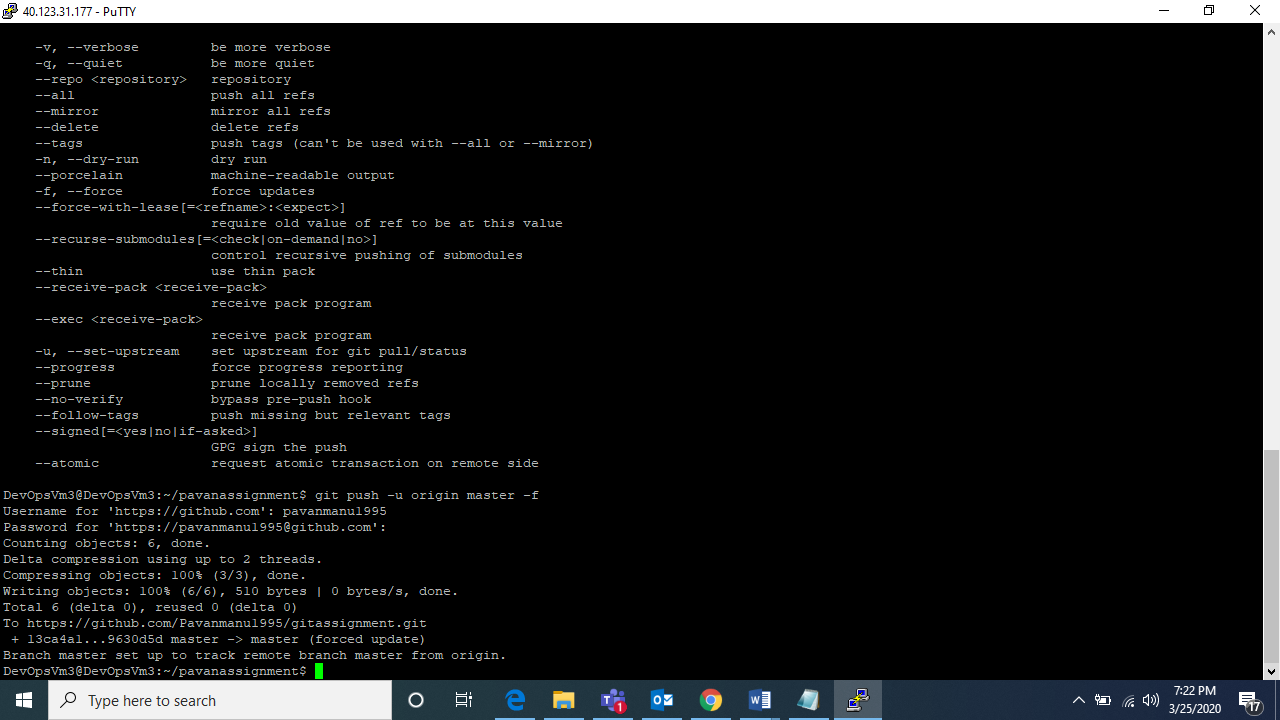 40.123.31.177 - PuTTY
-v, --verbose be more verbose
-q, --quiet be more quiet
--repo <repository> repository
--all push all refs
--mirror mirror all refs
--delete delete refs
--tags push tags (can't be used with --all or --mirror)
-n, --dry-run dry run
--porcelain machine-readable output
-f, --force force updates
--force-with-lease[=<refname>:<expect>]
require old value of ref to be at this value
--recurse-submodules[=<check|on-demand|no>]
control recursive pushing of submodules
--thin use thin pack
--receive-pack <receive-pack>
receive pack program
--exec <receive-pack>
receive pack program
-u, --set-upstream set upstream for git pull/status
--progress force progress reporting
--prune prune locally removed refs
--no-verify bypass pre-push hook
--follow-tags push missing but relevant tags
--signed[=<yes|no|if-asked>]
GPG sign the push
--atomic request atomic transaction on remote side
DevOpsVm3@DevOpsVm3:~/pavanassignment$ git push -u origin master -f
Username for 'https://github.com': pavanmanu1995
Password for 'https://pavanmanu1995@github.com':
Counting objects: 6, done.
Delta compression using up to 2 threads.
Compressing objects: 100% (3/3), done.
Writing objects: 100% (6/6), 510 bytes | 0 bytes/s, done.
Total 6 (delta 0), reused 0 (delta 0)
To https://github.com/Pavanmanu1995/gitassignment.git
+ 13ca4a1...9630d5d master -> master (forced update)
Branch master set up to track remote branch master from origin.
DevOpsVm3@DevOpsVm3:~/pavanassignment$
Type here to search
1
7:22 PM
3/25/2020
17